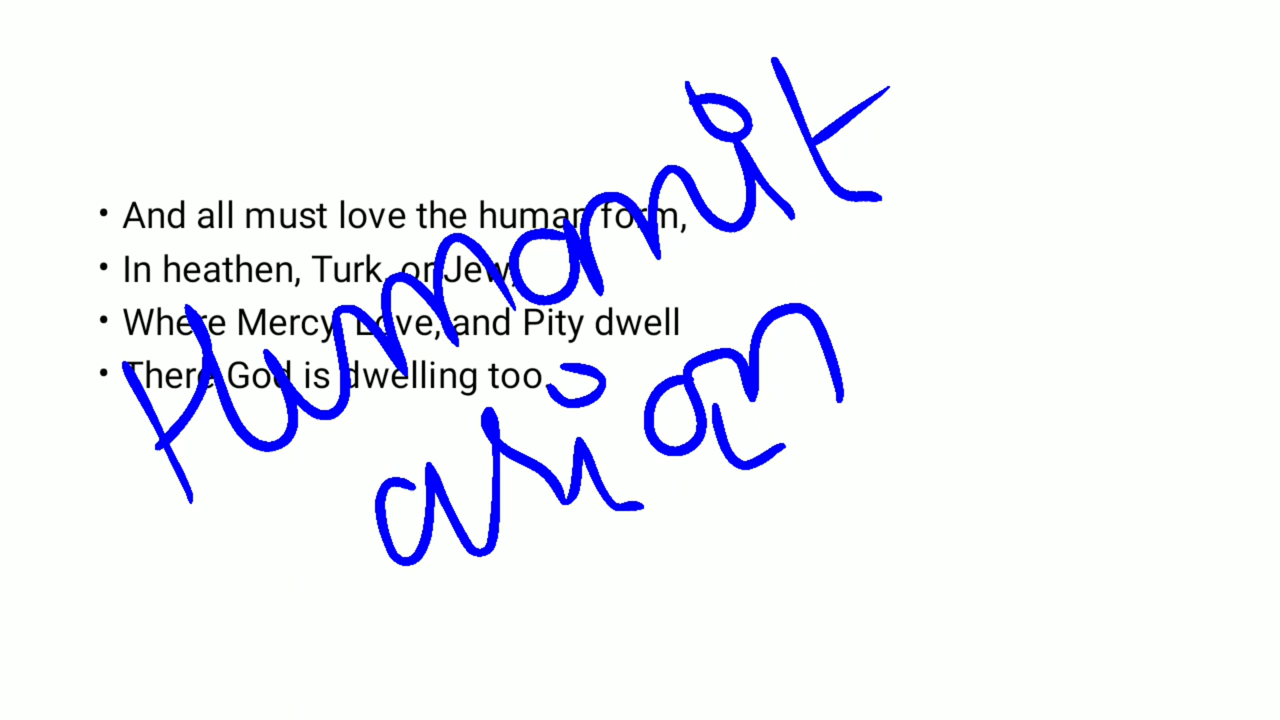 • And all must love the human form,
• In heathen, Turk, or Jew,
• Where Mercy, Love, and Pity dwell
• There God is dwelling too.
Humanit
arian